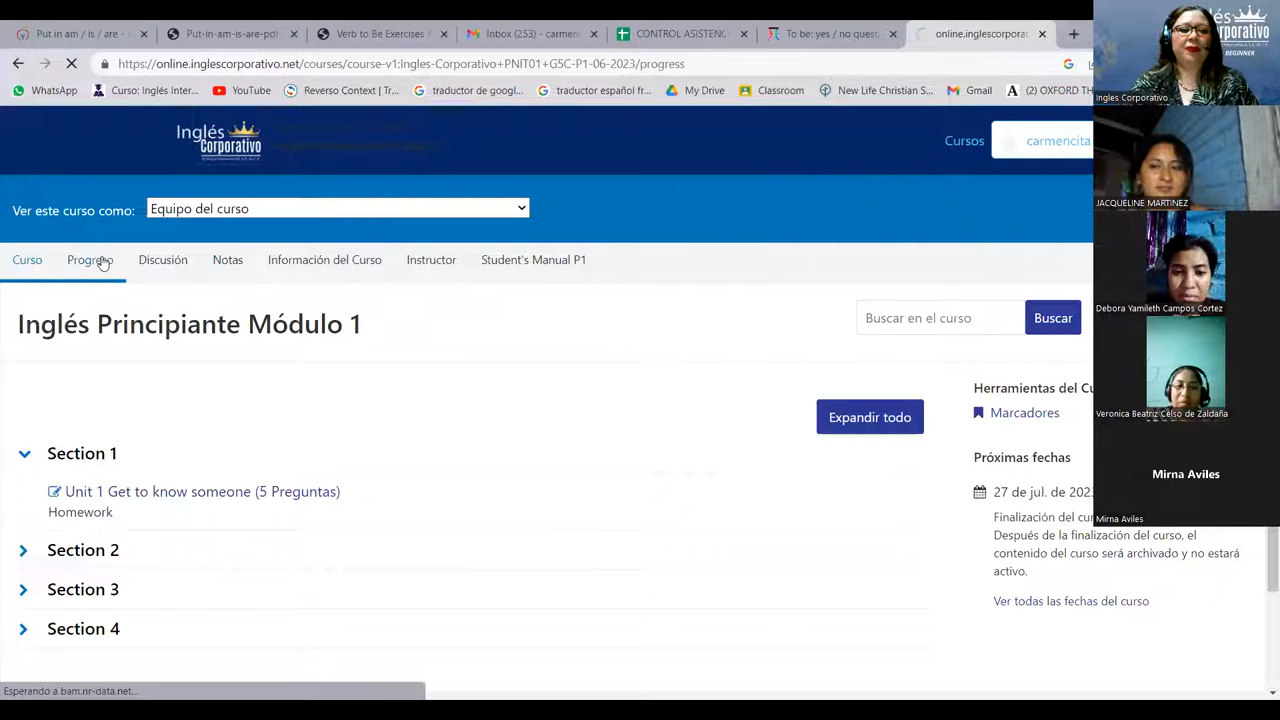 Put in am / is / are -
Put-in-am-is-are-pdf
Verb to Be Exercises
Inbox
CONTROL ASISTENC
To be: yes / no quest
online.inglescorporati
https://online.inglescorporativo.net/courses/course-v1:Ingles-Corporativo+PNT101+G5C-P1-06-2023/progress
WhatsApp
Curso: Inglés Inter...
YouTube
Reverso Context | Tr...
traductor de googl...
traductor español fr...
My Drive
Classroom
New Life Christian S...
Gmail
(2) OXFORD TH
Inglés
Corporativo
Cursos
carmencita
Ver este curso como:
Equipo del curso
Curso
Progreso
Discusión
Notas
Información del Curso
Instructor
Student's Manual P1
Inglés Principiante Módulo 1
Buscar en el curso
Buscar
Expandir todo
Section 1
Unit 1 Get to know someone (5 Preguntas)
Homework
Section 2
Section 3
Section 4
Herramientas del Cu
Marcadores
Próximas fechas
27 de jul. de 202
Finalización del cur
Después de la finalización del curso, el
contenido del curso será archivado y no estará
activo.
Ver todas las fechas del curso
Esperando a bam.nr-data.net...
és
Corporativo
BEGINNER
Ingles Corporativo
JACQUELINE MARTINEZ
Debora Yamileth Campos Cortez
Veronica Beatriz Celso de Zaldaña
Mirna Aviles
Mirna Aviles